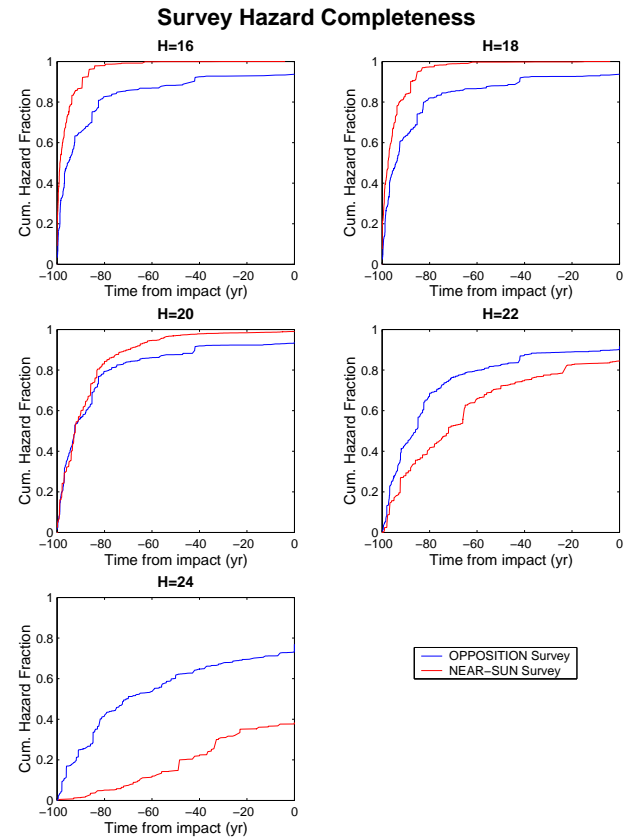 Survey Hazard Completeness
H=16
1
0.8
0.6
0.4
0.2
0
Cum. Hazard Fraction
−100 −80 −60 −40 −20 0
Time from impact (yr)
H=18
1
0.8
0.6
0.4
0.2
0
Cum. Hazard Fraction
−100 −80 −60 −40 −20 0
Time from impact (yr)
H=20
1
0.8
0.6
0.4
0.2
0
Cum. Hazard Fraction
−100 −80 −60 −40 −20 0
Time from impact (yr)
H=22
1
0.8
0.6
0.4
0.2
0
Cum. Hazard Fraction
−100 −80 −60 −40 −20 0
Time from impact (yr)
H=24
1
0.8
0.6
0.4
0.2
0
Cum. Hazard Fraction
−100 −80 −60 −40 −20 0
Time from impact (yr)
OPPOSITION Survey
NEAR−SUN Survey